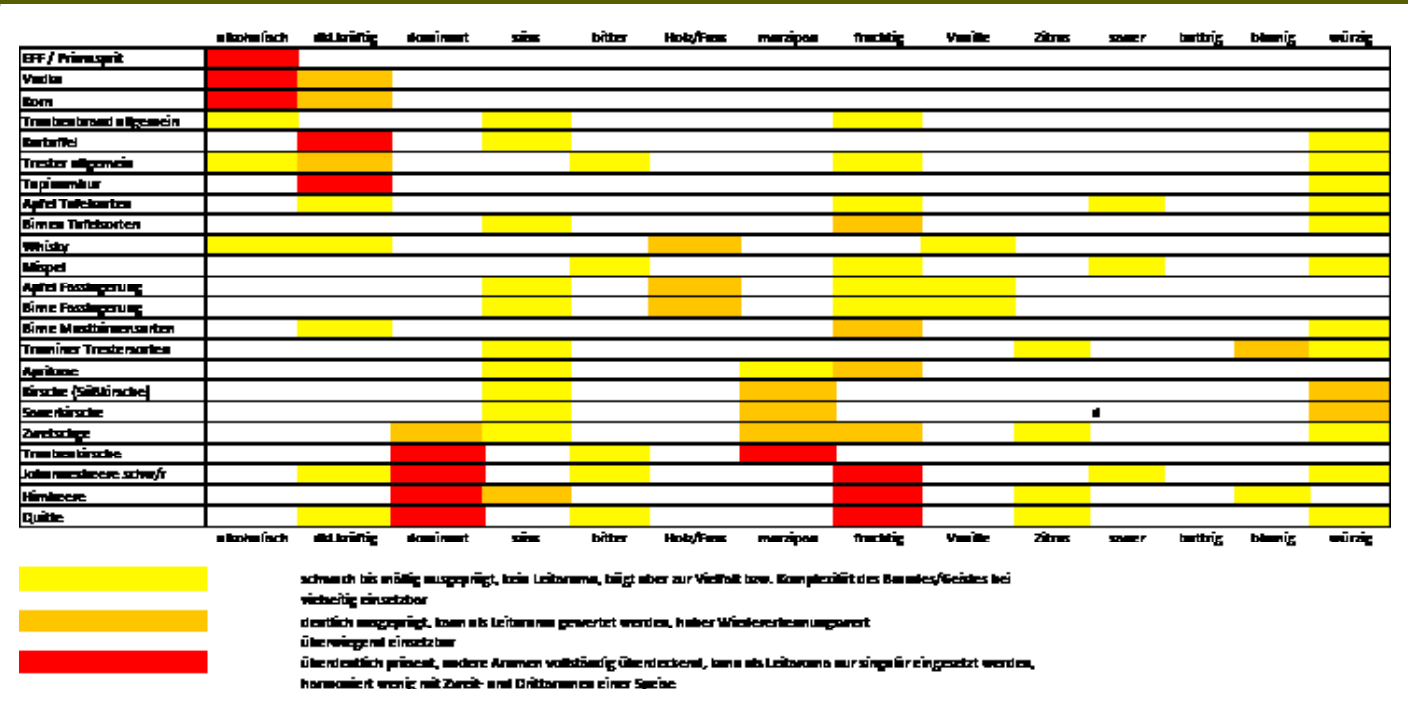 alkoholisch dkl.kräftig dominant süss bitter Holz/Fass marzipan fruchtig Vanille Zitrus sauer buttrig blumig würzig
EFF / Primasprit
Vodka
Korn
Traubenbrand allgemein
Kartoffel
Trester allgemein
Topinambur
Apfel Tafelsorten
Birnen Tafelsorten
Whisky
Mispel
Apfel Fasslagerung
Birne Fasslagerung
Birne Mostbirnensorten
Traminer Trestersorten
Aprikose
Kirsche (Süßkirsche)
Sauerkirsche
Zwetschge
Traubenkirsche
Johannesbeere schw/r
Himbeere
Quitte
alkoholisch dkl.kräftig dominant süss bitter Holz/Fass marzipan fruchtig Vanille Zitrus sauer buttrig blumig würzig
schwach bis mäßig ausgeprägt, kein Leitaroma, trägt aber zur Vielfalt bzw. Komplexität des Brandes/Geistes bei
vielseitig einsetzbar
deutlich ausgeprägt, kann als Leitaroma gewertet werden, hoher Wiedererkennungswert
überwiegend einsetzbar
überdeutlich präsent, andere Aromen vollständig überdeckend, kann als Leitaroma nur singulär eingesetzt werden,
harmoniert wenig mit Zweit- und Drittaromen einer Speise